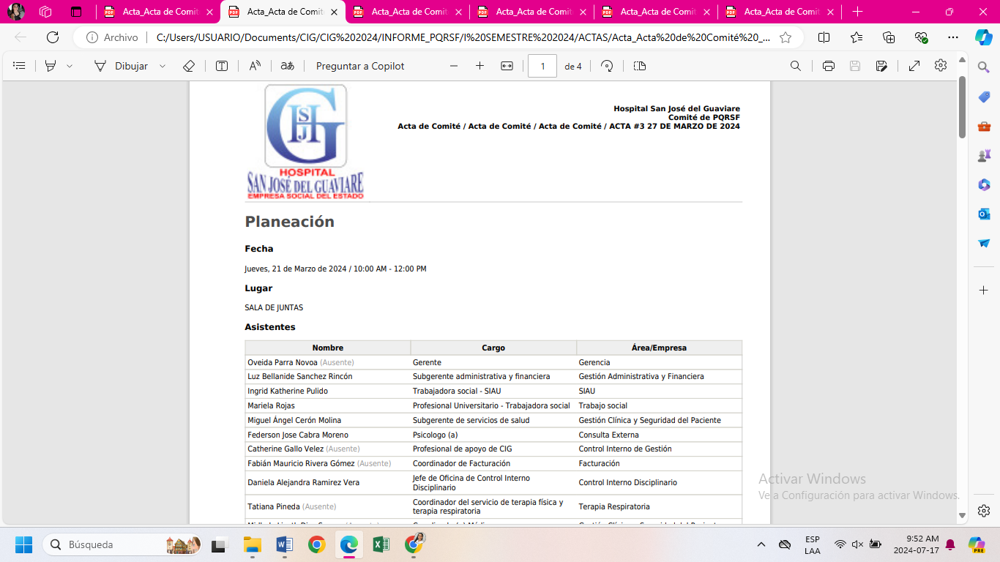 Acta_Acta de Comit
Acta_Acta de Comit
Acta_Acta de Comit
Acta_Acta de Comit
Acta_Acta de Comit
Acta_Acta de Comit
Archivo
C:/Users/USUARIO/Documents/CIG/CIG%202024/INFORME_PQRSF/I%20SEMESTRE%202024/ACTAS/Acta_Acta%20de%20Comité%20_...
Dibujar
aあ
Preguntar a Copilot
1
de 4
HOSPITAL
SAN JOSÉ DEL GUAVIARE
EMPRESA SOCIAL DEL ESTADO
Hospital San José del Guaviare
Comité de PQRSF
Acta de Comité / Acta de Comité / Acta de Comité / ACTA #3 27 DE MARZO DE 2024
Planeación
Fecha
Jueves, 21 de Marzo de 2024 / 10:00 AM - 12:00 PM
Lugar
SALA DE JUNTAS
Asistentes
Nombre Cargo Área/Empresa
Oveida Parra Novoa (Ausente) Gerente Gerencia
Luz Bellanide Sanchez Rincón Subgerente administrativa y financiera Gestión Administrativa y Financiera
Ingrid Katherine Pulido Trabajadora social - SIAU SIAU
Mariela Rojas Profesional Universitario - Trabajadora social Trabajo social
Miguel Ángel Cerón Molina Subgerente de servicios de salud Gestión Clínica y Seguridad del Paciente
Federson Jose Cabra Moreno Psicologo (a) Consulta Externa
Catherine Gallo Velez (Ausente) Profesional de apoyo de CIG Control Interno de Gestión
Fabián Mauricio Rivera Gómez (Ausente) Coordinador de Facturación Facturación
Daniela Alejandra Ramirez Vera Jefe de Oficina de Control Interno Disciplinario Control Interno Disciplinario
Tatiana Pineda (Ausente) Coordinador del servicio de terapia física y terapia respiratoria Terapia Respiratoria
Activar Windows
Ve a Configuración para activar Windows.
Búsqueda
ESP
LAA
9:52 AM
2024-07-17
PRE